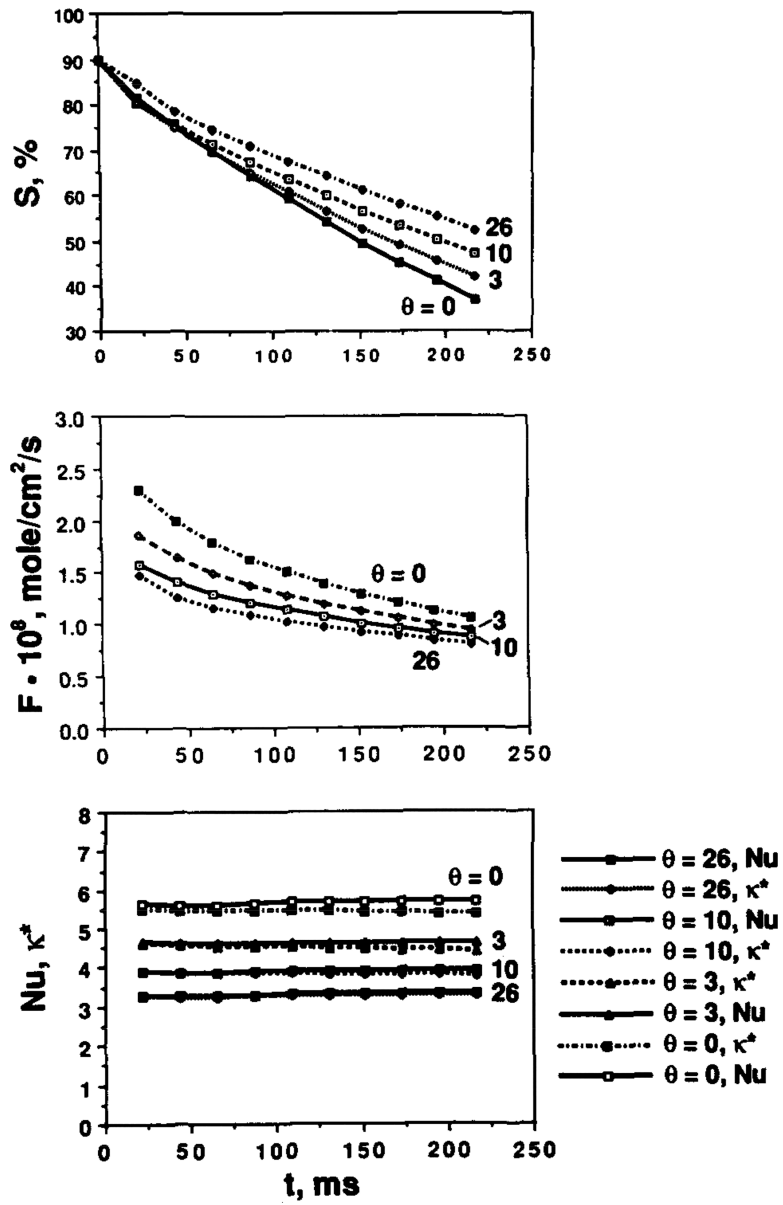 100
90
80
70
60
50
40
30
S, %
26
10
3
θ = 0
0 50 100 150 200 250
3.0
2.5
2.0
1.5
1.0
0.5
0.0
F • 10⁸, mole/cm²/s
θ = 0
3
10
26
0 50 100 150 200 250
8
7
6
5
4
3
2
1
0
Nu, κ*
θ = 0
3
10
26
0 50 100 150 200 250
t, ms
θ = 26, Nu
θ = 26, κ*
θ = 10, Nu
θ = 10, κ*
θ = 3, κ*
θ = 3, Nu
θ = 0, κ*
θ = 0, Nu